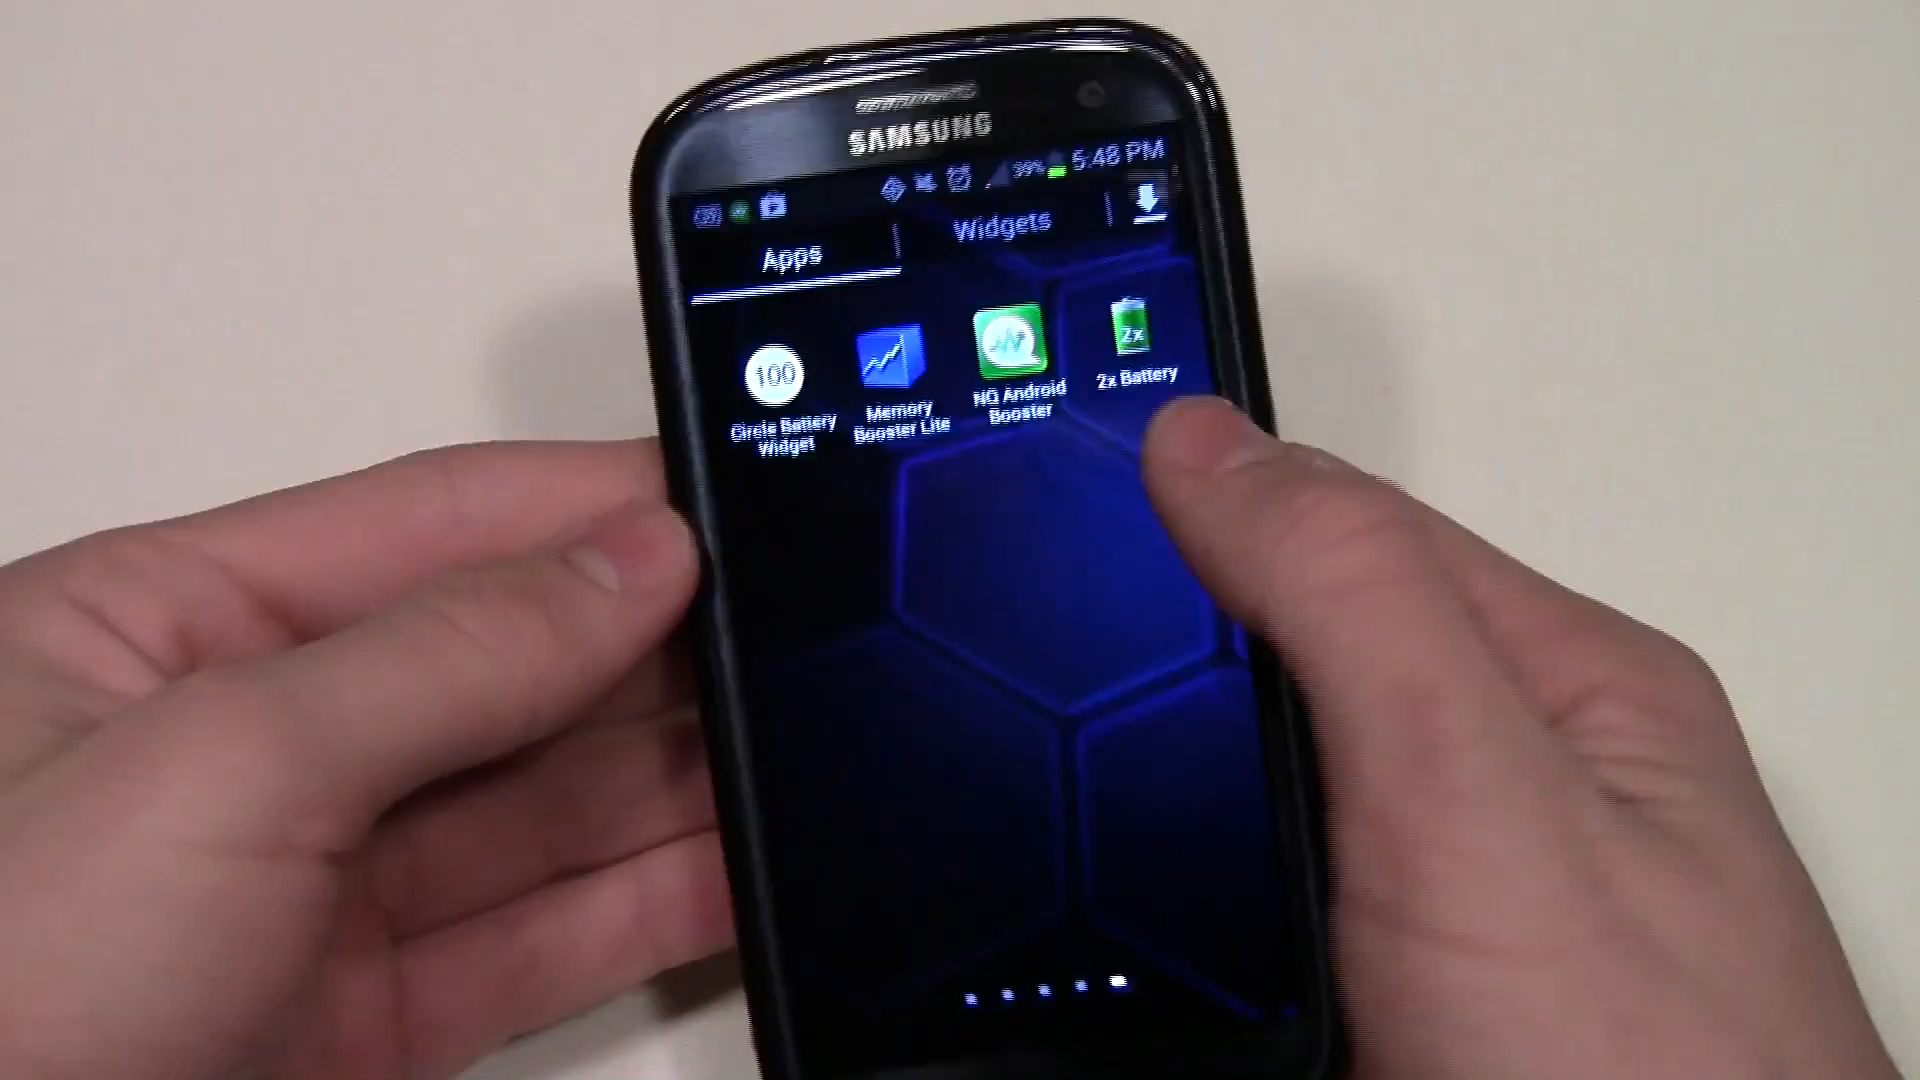 SAMSUNG
99% 5:48 PM
Apps Widgets
100 2x
Circle Battery Widget
Memory Booster Lite
NQ Android Booster
2x Battery